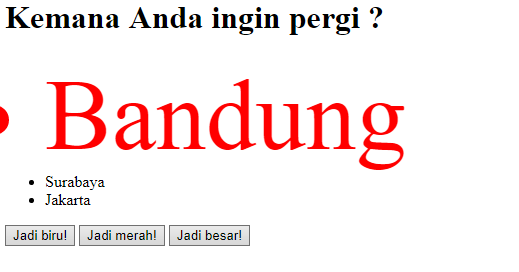 Kemana Anda ingin pergi ?
Bandung
Surabaya
Jakarta
Jadi biru! Jadi merah! Jadi besar!